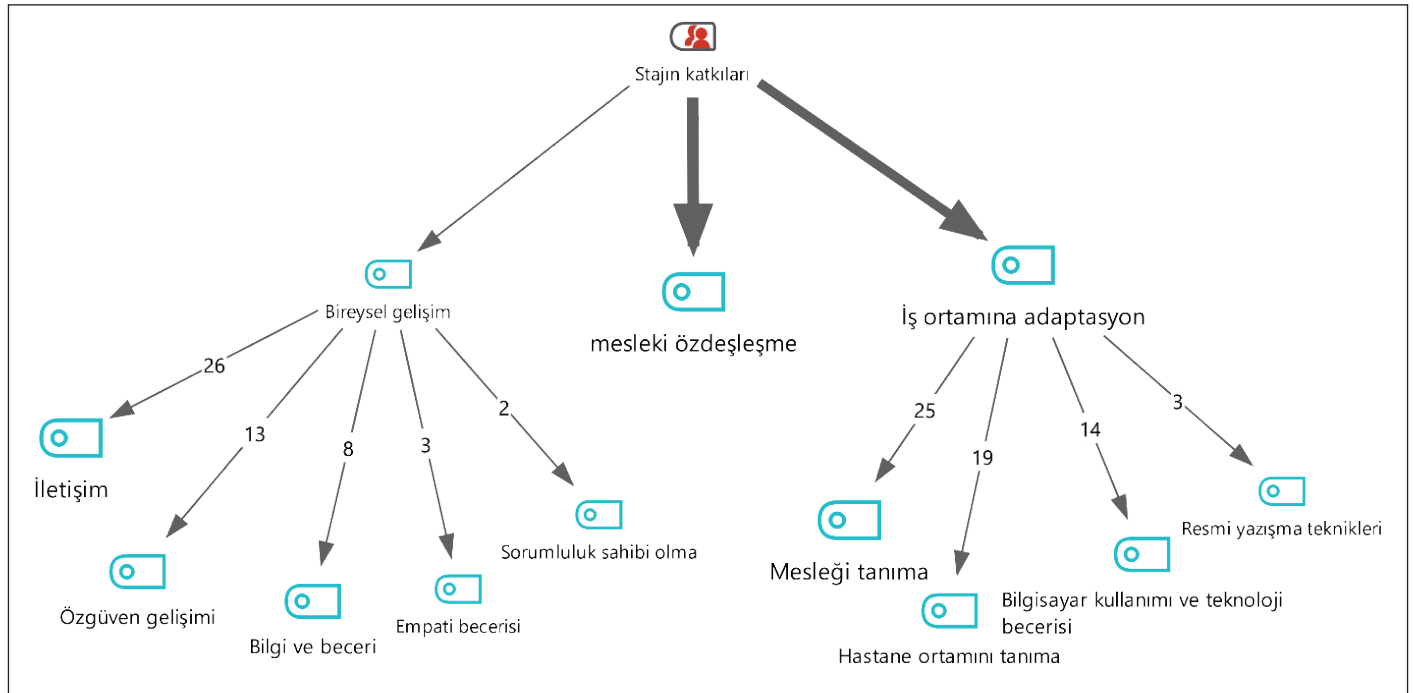 Stajın katkıları
Bireysel gelişim
mesleki özdeşleşme
İş ortamına adaptasyon
26
13
8
3
2
25
19
14
3
İletişim
Özgüven gelişimi
Bilgi ve beceri
Empati becerisi
Sorumluluk sahibi olma
Mesleği tanıma
Hastane ortamını tanıma
Bilgisayar kullanımı ve teknoloji
becerisi
Resmi yazışma teknikleri